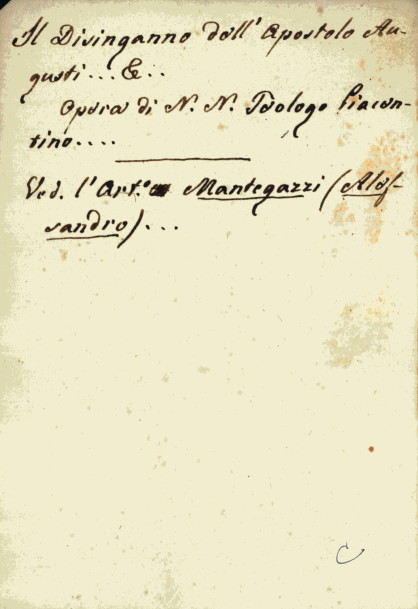 Il Disinganno dell' Apostolo Au-
gusti... &..
Opera di N. N. Teologo Piacen-
tino....
Ved. l'Art.º Mantegazzi (Ales-
sandro)...
C